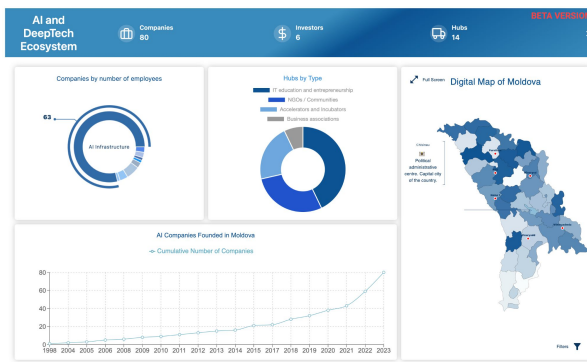 AI and
DeepTech
Ecosystem
Companies
80
Investors
6
Hubs
14
BETA VERSION
Companies by number of employees
63
AI Infrastructure
Hubs by Type
IT education and entrepreneurship
NGOs / Communities
Accelerators and Incubators
Business associations
Full Screen
Digital Map of Moldova
Political
administrative
centre. Capital city
of the country.
AI Companies Founded in Moldova
Cumulative Number of Companies
80
60
40
20
0
1998 2004 2005 2006 2008 2009 2010 2011 2012 2013 2014 2015 2017 2018 2019 2020 2021 2022 2023
Filters